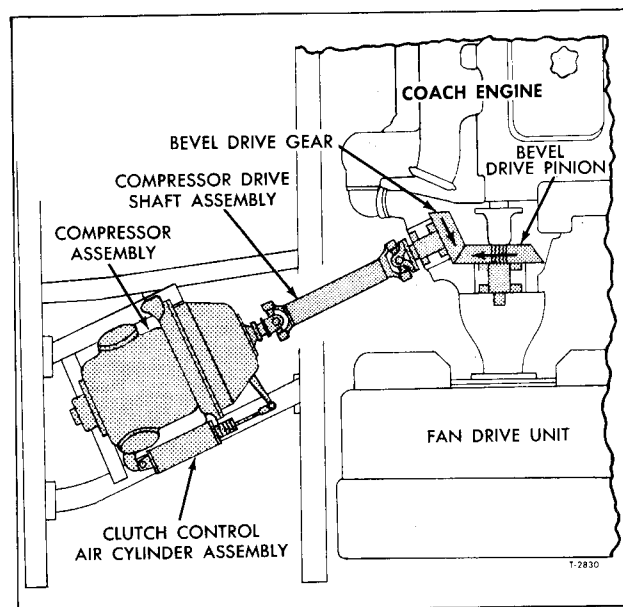 COACH ENGINE
BEVEL DRIVE GEAR
BEVEL
DRIVE PINION
COMPRESSOR DRIVE
SHAFT ASSEMBLY
COMPRESSOR
ASSEMBLY
FAN DRIVE UNIT
CLUTCH CONTROL
AIR CYLINDER ASSEMBLY
T-2830